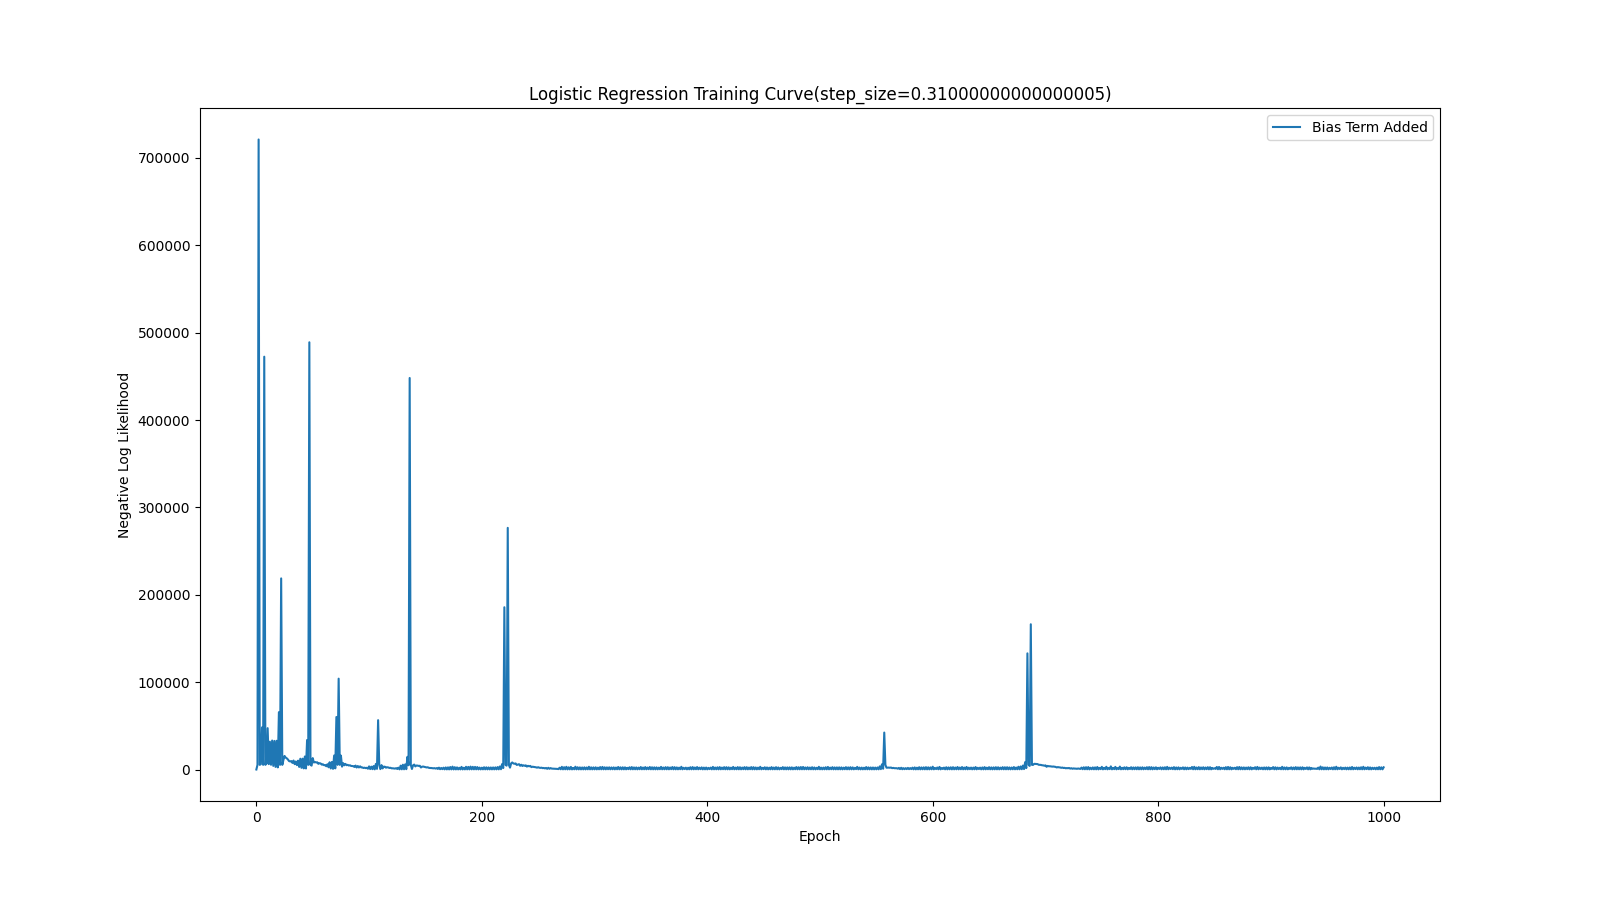 Logistic Regression Training Curve(step_size=0.31000000000000005)
Bias Term Added
700000
600000
500000
400000
300000
200000
100000
0
Negative Log Likelihood
0 200 400 600 800 1000
Epoch